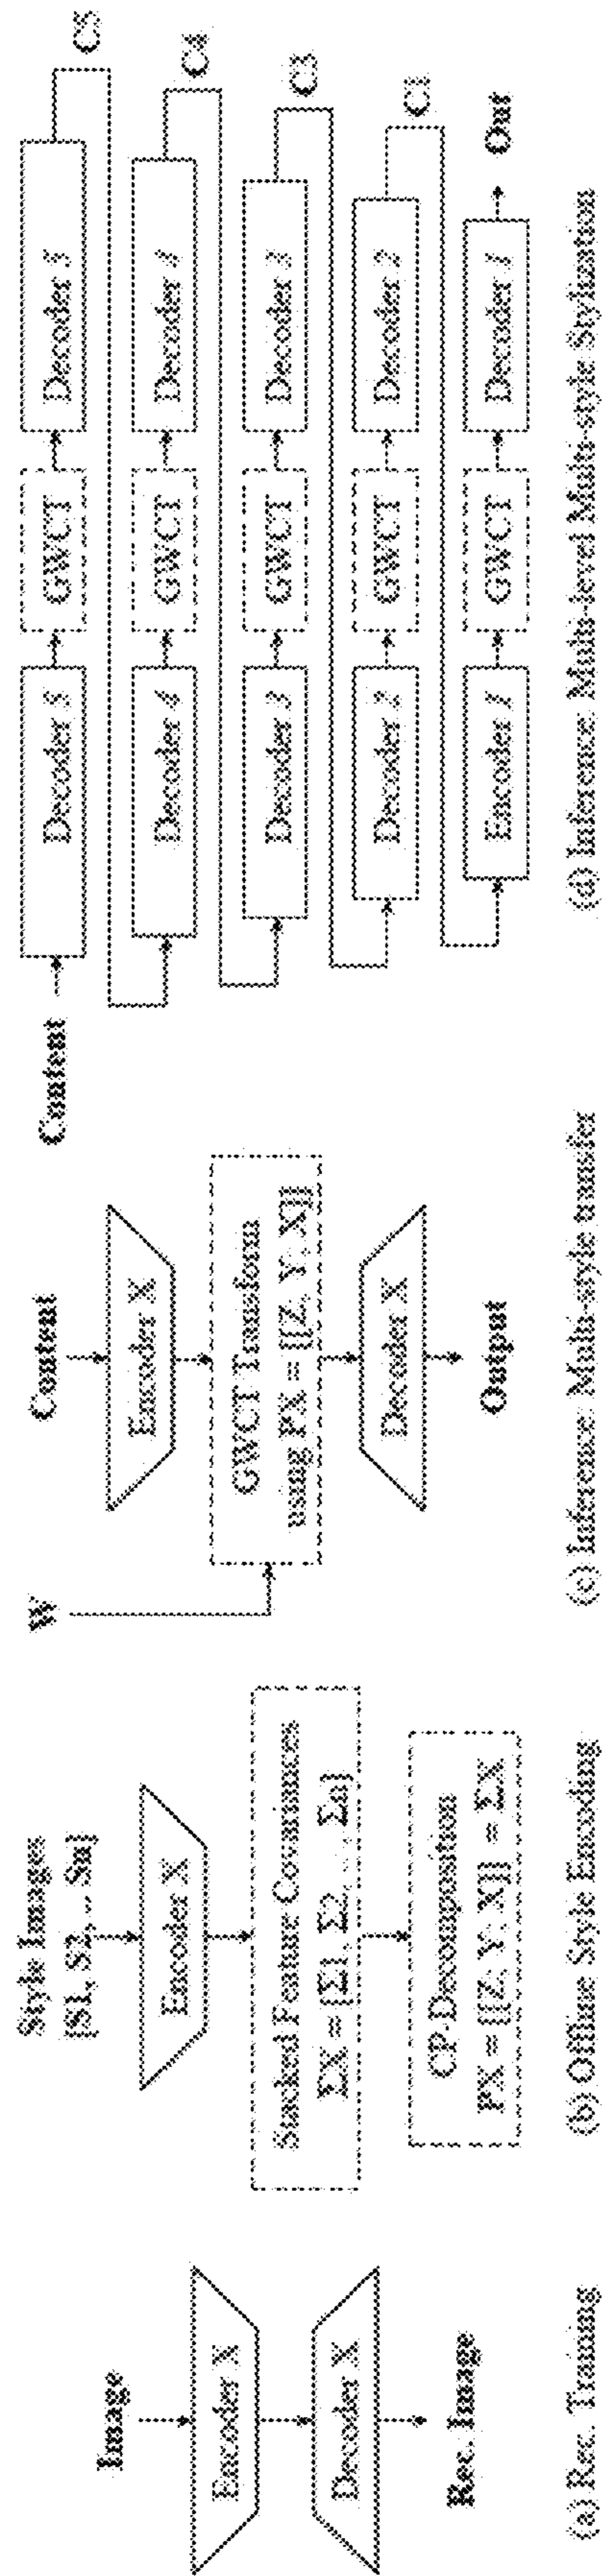 Image
Encoder X
Decoder X
Rec. Image
(a) Rec. Training
Style Images
[S1, S2, .. Sn]
Encoder X
Stacked Feature Covariances
ΣX = [Σ1, Σ2, ... Σn]
CP-Decomposition
PX = [[Z, Y, X]] = ΣX
(b) Offline Style Encoding
W
Content
Encoder X
GWCT Transform
using PX = [[Z, Y, X]]
Decoder X
Output
(c) Inference: Multi-style transfer
Content
Decoder 5
GWCT
Decoder 5
C5
Decoder 4
GWCT
Decoder 4
C4
Decoder 3
GWCT
Decoder 3
C3
Decoder 2
GWCT
Decoder 2
C1
Encoder 1
GWCT
Decoder 1
Out
(d) Inference: Multi-level Multi-style Stylization